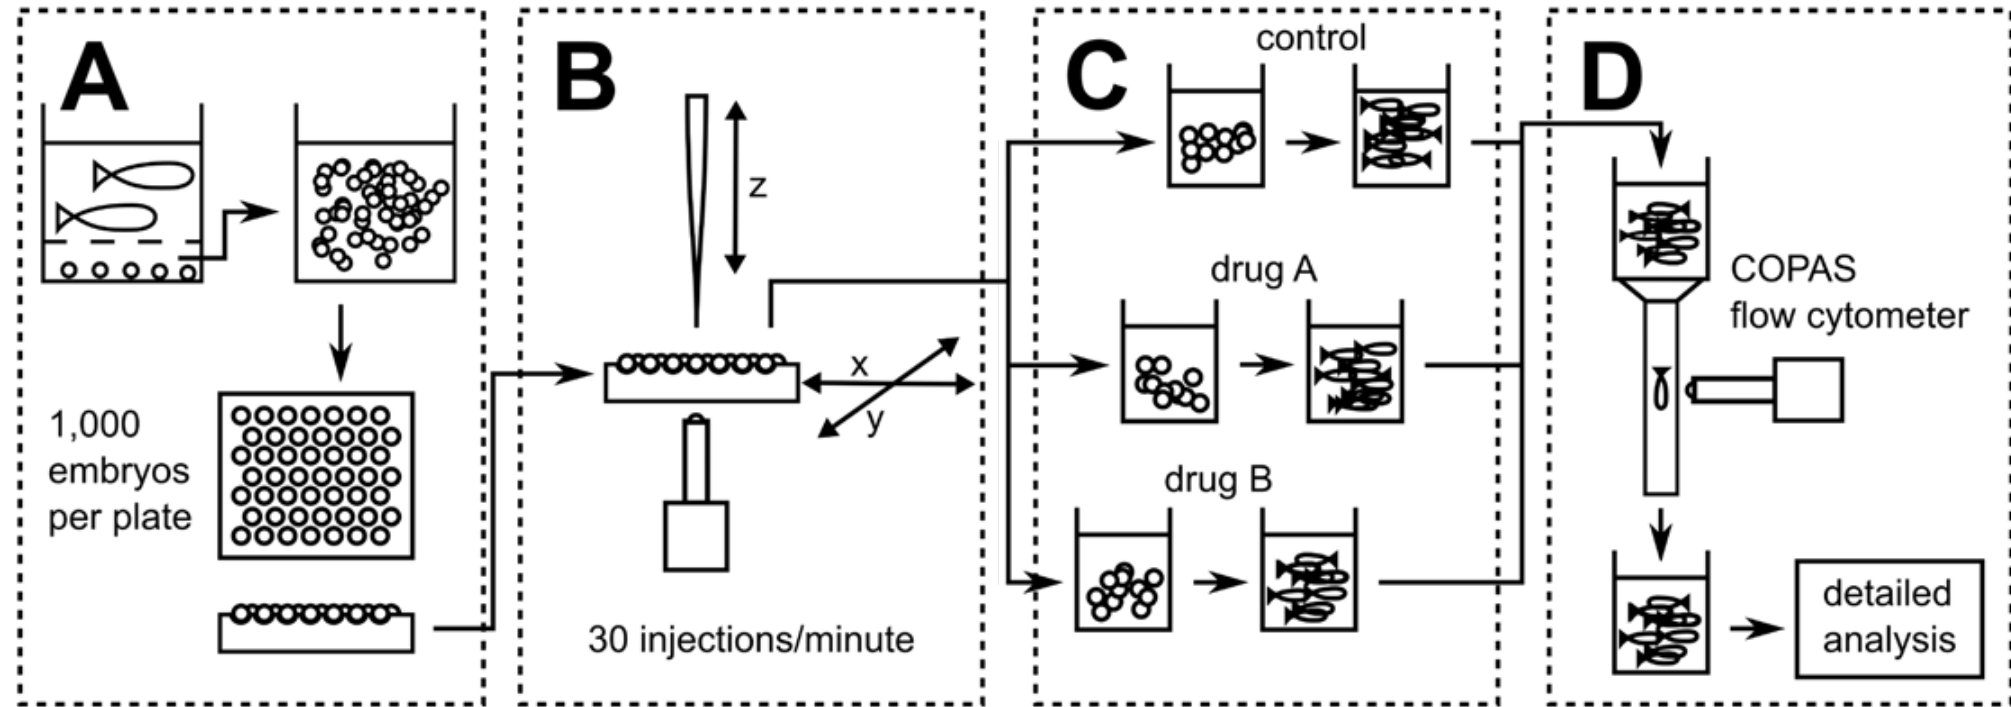 A
1,000
embryos
per plate
B
z
x
y
30 injections/minute
C
control
drug A
drug B
D
COPAS
flow cytometer
detailed
analysis